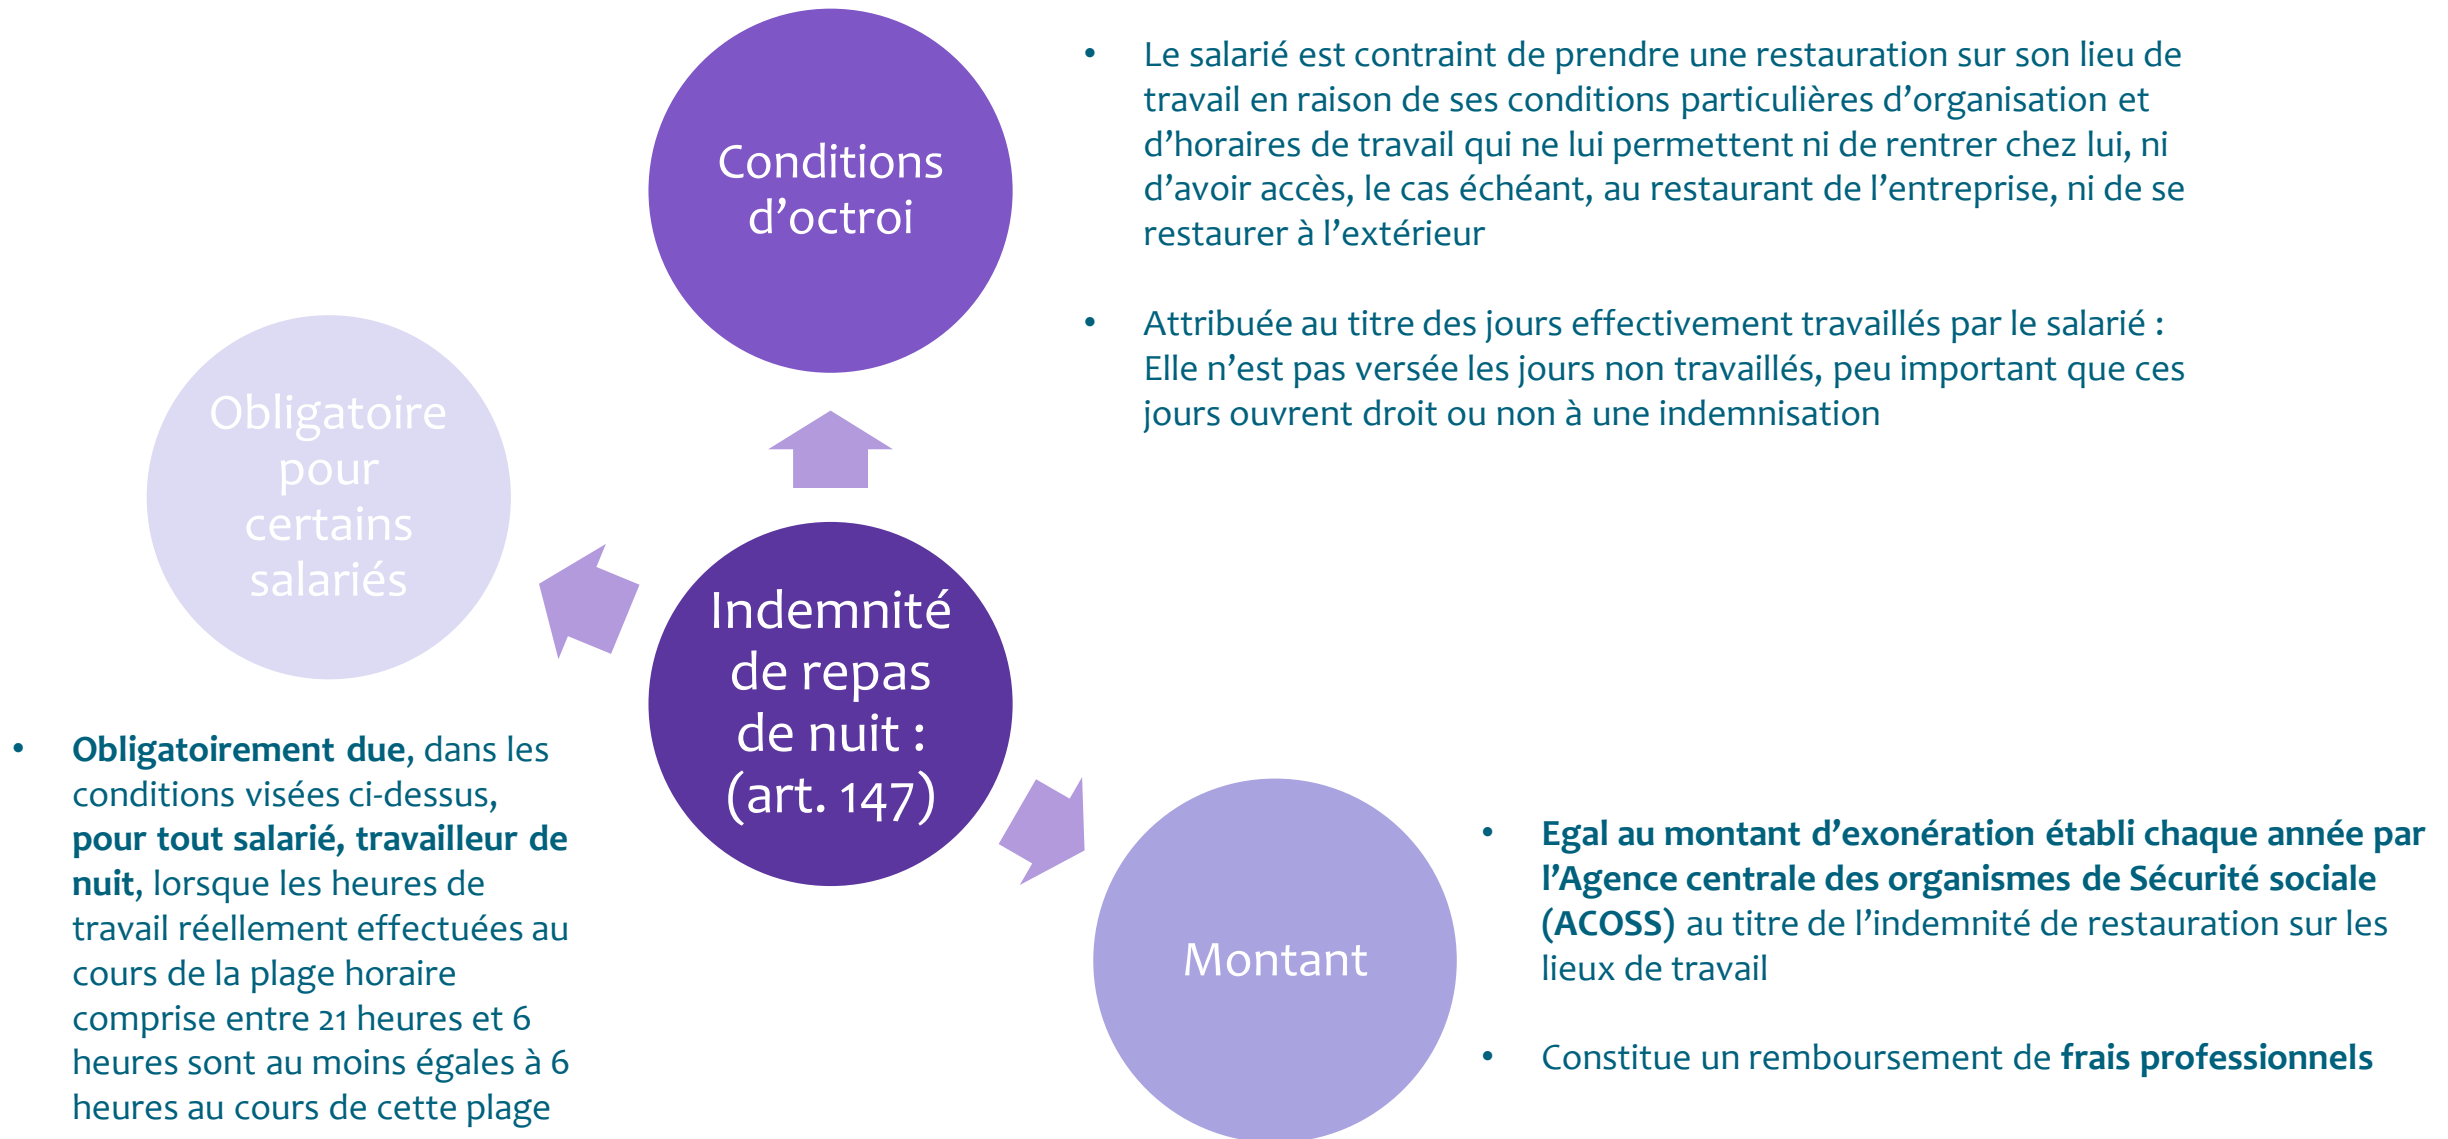 Conditions
d’octroi
• Le salarié est contraint de prendre une restauration sur son lieu de
travail en raison de ses conditions particulières d’organisation et
d’horaires de travail qui ne lui permettent ni de rentrer chez lui, ni
d’avoir accès, le cas échéant, au restaurant de l’entreprise, ni de se
restaurer à l’extérieur
• Attribuée au titre des jours effectivement travaillés par le salarié :
Elle n’est pas versée les jours non travaillés, peu important que ces
jours ouvrent droit ou non à une indemnisation
Obligatoire
pour
certains
salariés
Indemnité
de repas
de nuit :
(art. 147)
• Obligatoirement due, dans les
conditions visées ci-dessus,
pour tout salarié, travailleur de
nuit, lorsque les heures de
travail réellement effectuées au
cours de la plage horaire
comprise entre 21 heures et 6
heures sont au moins égales à 6
heures au cours de cette plage
Montant
• Egal au montant d’exonération établi chaque année par
l’Agence centrale des organismes de Sécurité sociale
(ACOSS) au titre de l’indemnité de restauration sur les
lieux de travail
• Constitue un remboursement de frais professionnels